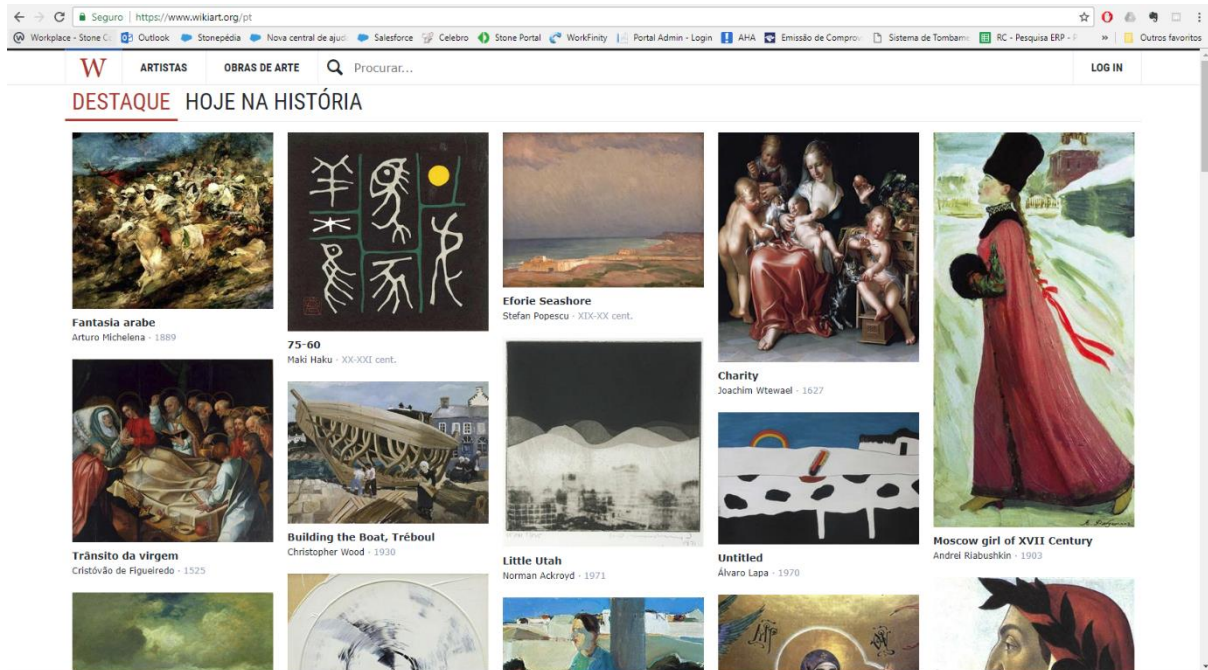 Seguro | https://www.wikiart.org/pt
Workplace - Stone C
Outlook
Stonepédia
Nova central de ajud
Salesforce
Celebro
Stone Portal
WorkFinity
Portal Admin - Login
AHA
Emissão de Compro
Sistema de Tombame
RC - Pesquisa ERP - P
»
Outros favoritos
W
ARTISTAS
OBRAS DE ARTE
Procurar...
LOG IN
DESTAQUE
HOJE NA HISTÓRIA
Fantasia arabe
Arturo Michelena - 1889
Trânsito da virgem
Cristóvão de Figueiredo - 1525
75-60
Maki Haku - XX-XXI cent.
Building the Boat, Tréboul
Christopher Wood - 1930
Eforie Seashore
Stefan Popescu - XIX-XX cent.
Little Utah
Norman Ackroyd - 1971
Charity
Joachim Wtewael - 1627
Untitled
Álvaro Lapa - 1970
Moscow girl of XVII Century
Andrei Riabushkin - 1903